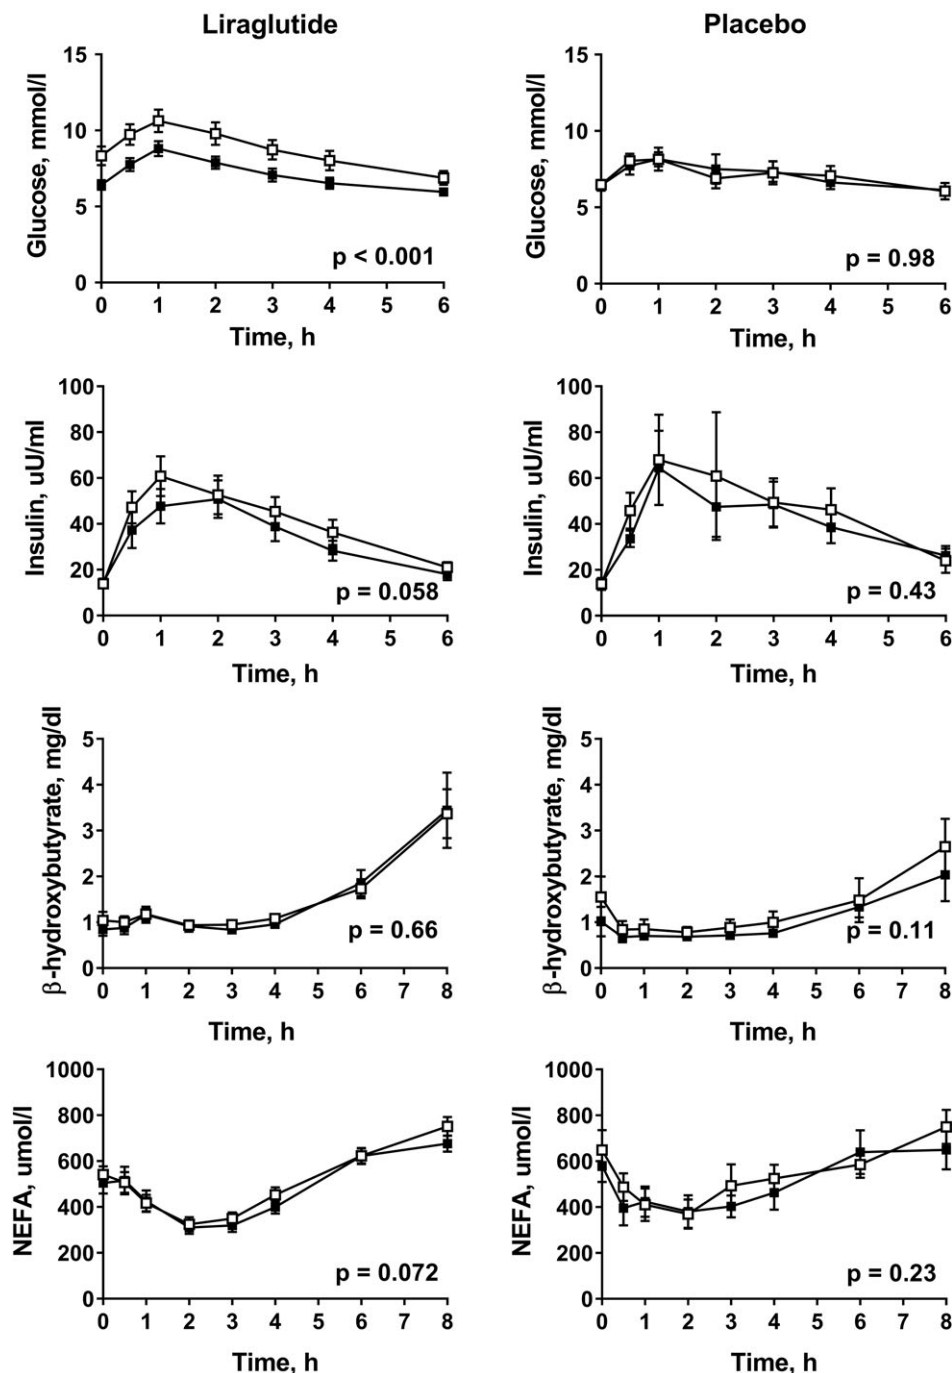 Liraglutide
Placebo
Glucose, mmol/l
15
10
5
0
p < 0.001
0 1 2 3 4 5 6
Time, h
Glucose, mmol/l
15
10
5
0
p = 0.98
0 1 2 3 4 5 6
Time, h
Insulin, uU/ml
100
80
60
40
20
0
p = 0.058
0 1 2 3 4 5 6
Time, h
Insulin, uU/ml
100
80
60
40
20
0
p = 0.43
0 1 2 3 4 5 6
Time, h
β-hydroxybutyrate, mg/dl
5
4
3
2
1
0
p = 0.66
0 1 2 3 4 5 6 7 8
Time, h
β-hydroxybutyrate, mg/dl
5
4
3
2
1
0
p = 0.11
0 1 2 3 4 5 6 7 8
Time, h
NEFA, umol/l
1000
800
600
400
200
0
p = 0.072
0 1 2 3 4 5 6 7 8
Time, h
NEFA, umol/l
1000
800
600
400
200
0
p = 0.23
0 1 2 3 4 5 6 7 8
Time, h